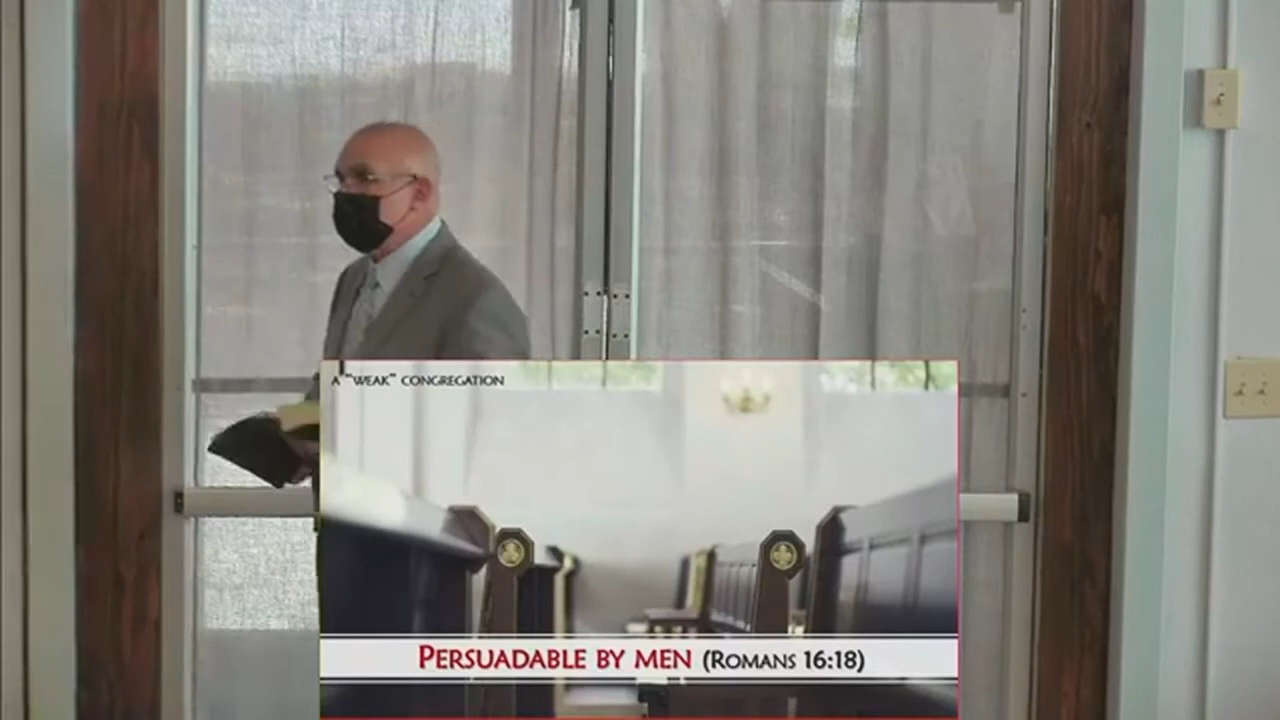 A "WEAK" CONGREGATION
PERSUADABLE BY MEN (ROMANS 16:18)